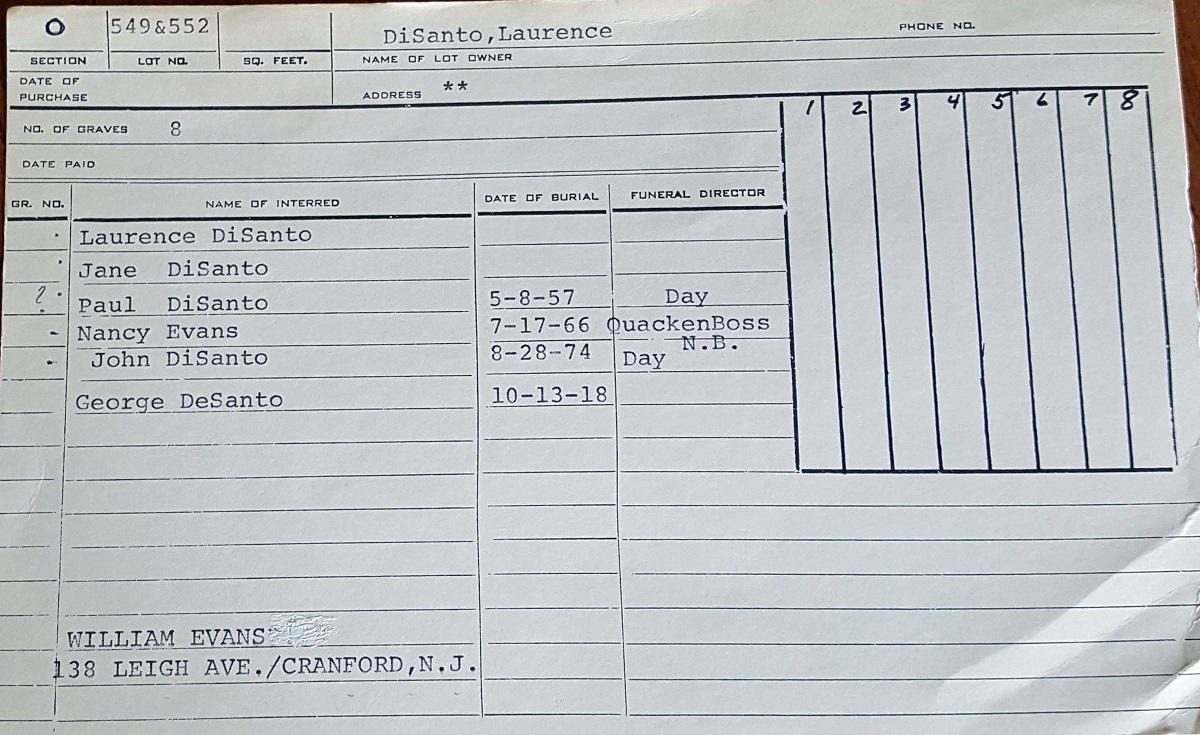 O 549&552 DiSanto,Laurence PHONE NO.
SECTION LOT NO. SQ. FEET. NAME OF LOT OWNER
DATE OF PURCHASE ADDRESS **
1 2 3 4 5 6 7 8
NO. OF GRAVES 8
DATE PAID
GR. NO. NAME OF INTERRED DATE OF BURIAL FUNERAL DIRECTOR
Laurence DiSanto
Jane DiSanto
? Paul DiSanto 5-8-57 Day
Nancy Evans 7-17-66 QuackenBoss
N.B.
John DiSanto 8-28-74 Day
George DeSanto 10-13-18
WILLIAM EVANS
138 LEIGH AVE./CRANFORD,N.J.